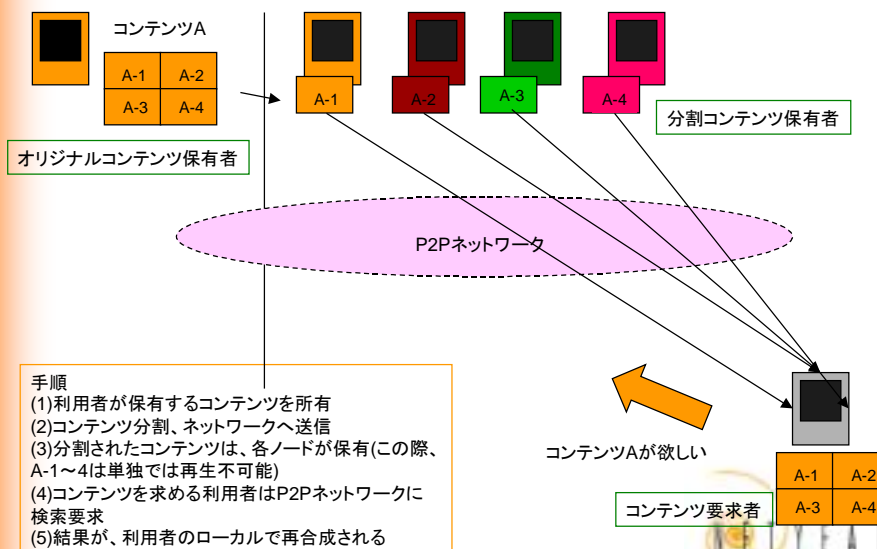 コンテンツA
A-1 A-2
A-3 A-4
オリジナルコンテンツ保有者
A-1
A-2
A-3
A-4
分割コンテンツ保有者
P2Pネットワーク
手順
(1)利用者が保有するコンテンツを所有
(2)コンテンツ分割、ネットワークへ送信
(3)分割されたコンテンツは、各ノードが保有(この際、
A-1～4は単独では再生不可能)
(4)コンテンツを求める利用者はP2Pネットワークに
検索要求
(5)結果が、利用者のローカルで再合成される
コンテンツAが欲しい
コンテンツ要求者
A-1 A-2
A-3 A-4